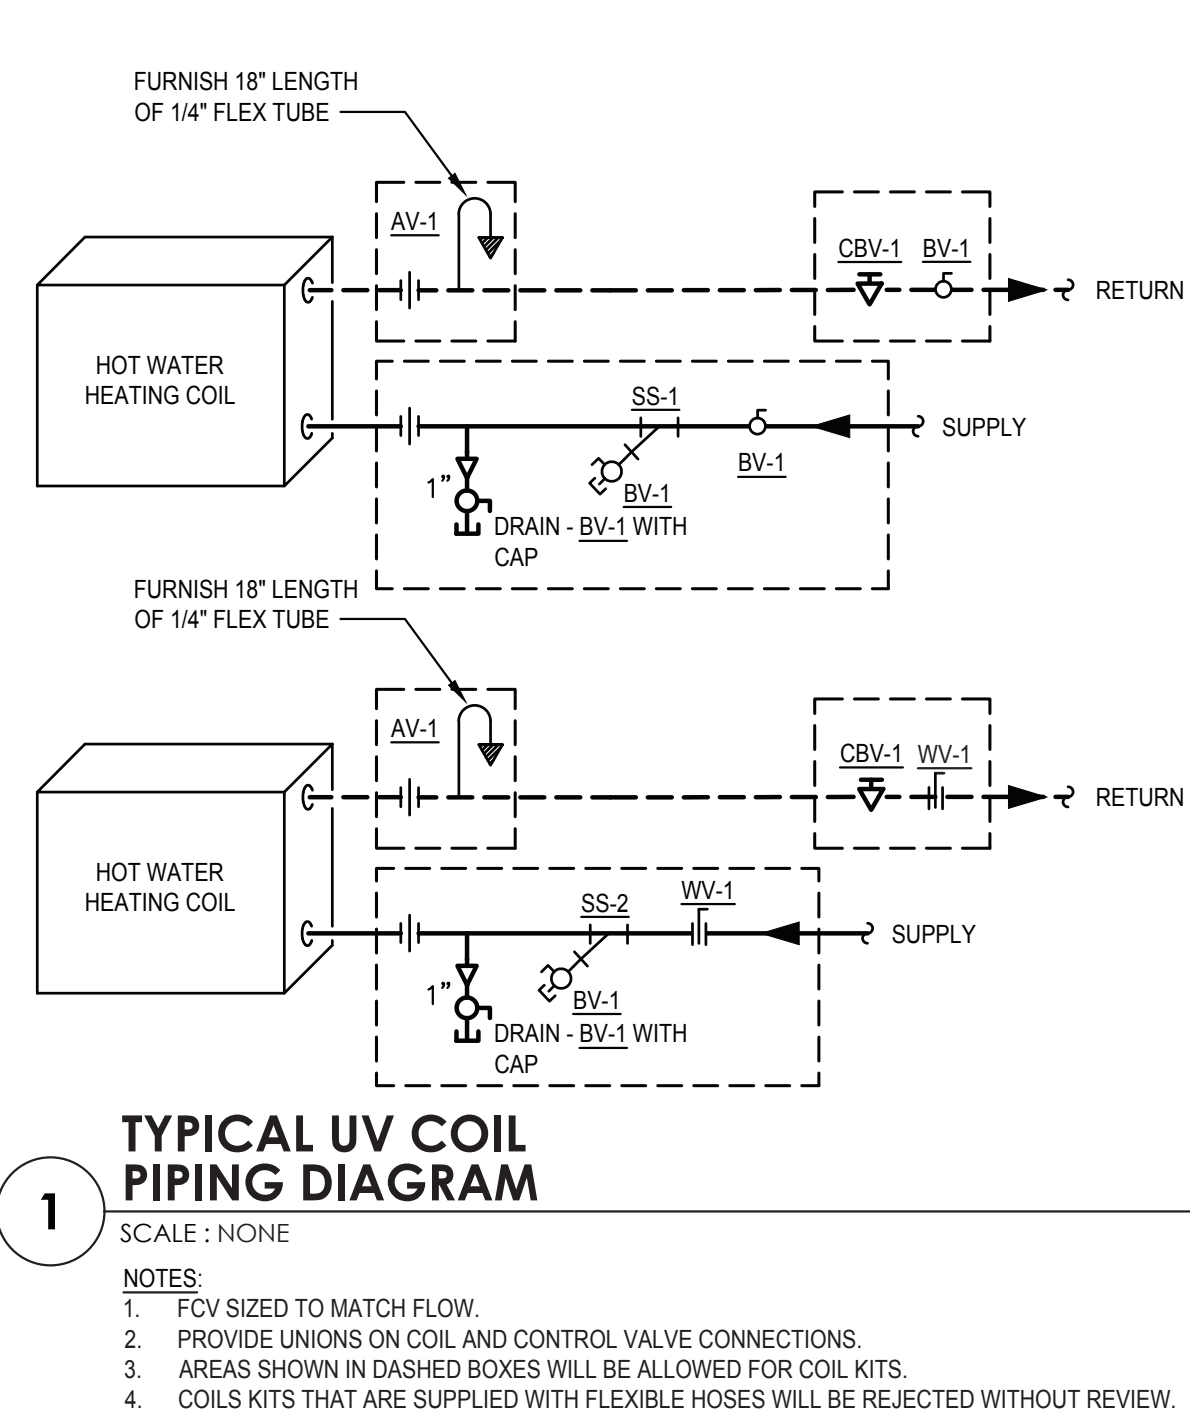 FURNISH 18" LENGTH
OF 1/4" FLEX TUBE
AV-1
CBV-1 BV-1
RETURN
HOT WATER
HEATING COIL
SS-1
SUPPLY
BV-1
1”
BV-1
DRAIN - BV-1 WITH
CAP
FURNISH 18" LENGTH
OF 1/4" FLEX TUBE
AV-1
CBV-1 WV-1
RETURN
HOT WATER
HEATING COIL
SS-2
WV-1
SUPPLY
1”
BV-1
DRAIN - BV-1 WITH
CAP
TYPICAL UV COIL
PIPING DIAGRAM
1
SCALE : NONE
NOTES:
1. FCV SIZED TO MATCH FLOW.
2. PROVIDE UNIONS ON COIL AND CONTROL VALVE CONNECTIONS.
3. AREAS SHOWN IN DASHED BOXES WILL BE ALLOWED FOR COIL KITS.
4. COILS KITS THAT ARE SUPPLIED WITH FLEXIBLE HOSES WILL BE REJECTED WITHOUT REVIEW.